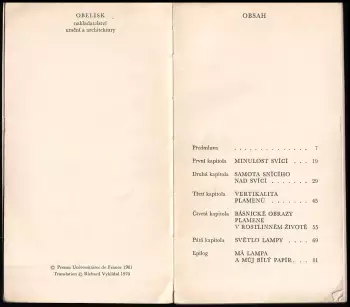 OBELISK
nakladatelství
umění a architektury
© Presses Universitaires de France 1961
Translation © Richard Vyhlídal 1970
OBSAH
Předmluva . . . . . . . . . . . . . . 7
První kapitola MINULOST SVÍCÍ . . . 19
Druhá kapitola SAMOTA SNÍCÍHO
NAD SVÍCÍ . . . . . 29
Třetí kapitola VERTIKALITA
PLAMENŮ . . . . . 45
Čtvrtá kapitola BÁSNICKÉ OBRAZY
PLAMENE
V ROSTLINNÉM ŽIVOTĚ 55
Pátá kapitola SVĚTLO LAMPY . . . 69
Epilog MÁ LAMPA
A MŮJ BÍLÝ PAPÍR . . 81